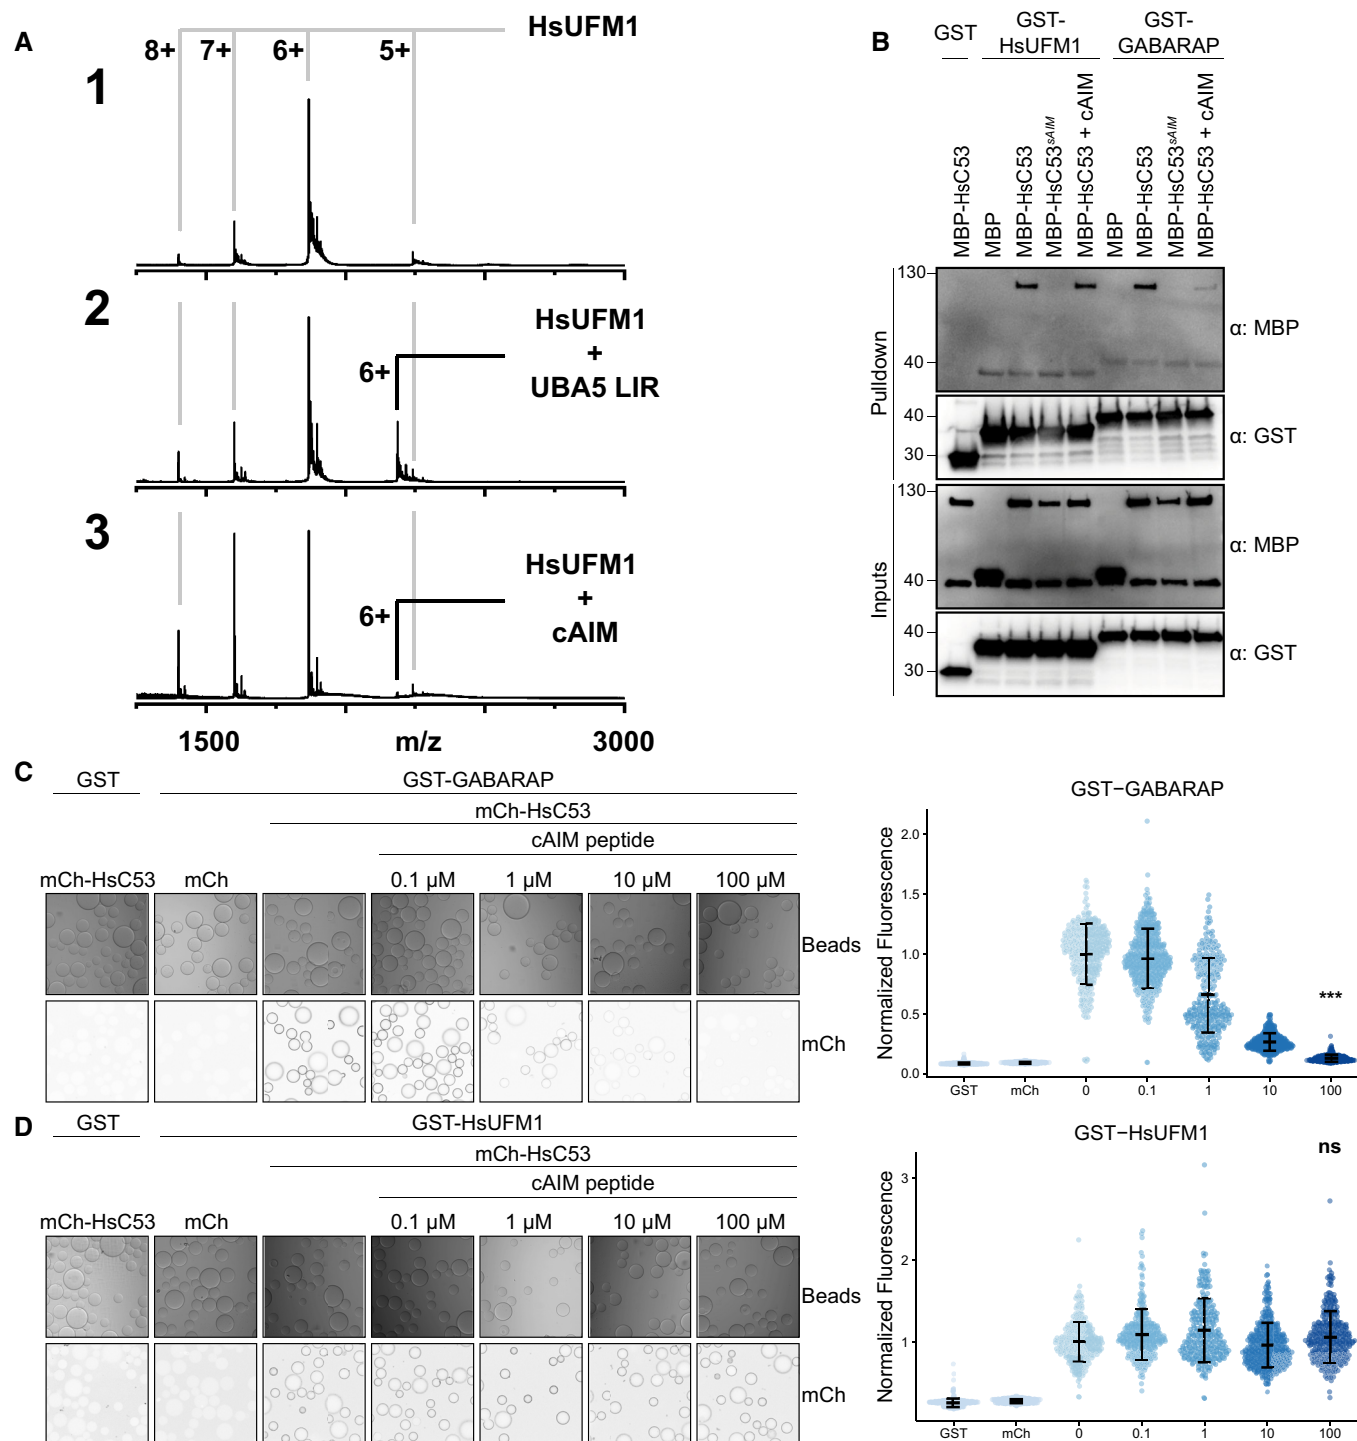 A
HsUFM1
8+ 7+ 6+ 5+
1
2
HsUFM1
+
UBA5 LIR
6+
3
HsUFM1
+
cAIM
6+
1500 m/z 3000
B
GST GST-HsUFM1 GST-GABARAP
MBP-HsC53
MBP
MBP-HsC53
MBP-HsC53sAIM
MBP-HsC53 + cAIM
MBP
MBP-HsC53
MBP-HsC53sAIM
MBP-HsC53 + cAIM
Pulldown
130
40
α: MBP
40
30
α: GST
Inputs
130
40
α: MBP
40
30
α: GST
C
GST GST-GABARAP
mCh-HsC53
cAIM peptide
mCh-HsC53 mCh 0.1 µM 1 µM 10 µM 100 µM
Beads
mCh
GST−GABARAP
Normalized Fluorescence
2.0
1.5
1.0
0.5
0.0
***
GST mCh 0 0.1 1 10 100
D
GST GST-HsUFM1
mCh-HsC53
cAIM peptide
mCh-HsC53 mCh 0.1 µM 1 µM 10 µM 100 µM
Beads
mCh
GST−HsUFM1
ns
Normalized Fluorescence
3
2
1
GST mCh 0 0.1 1 10 100